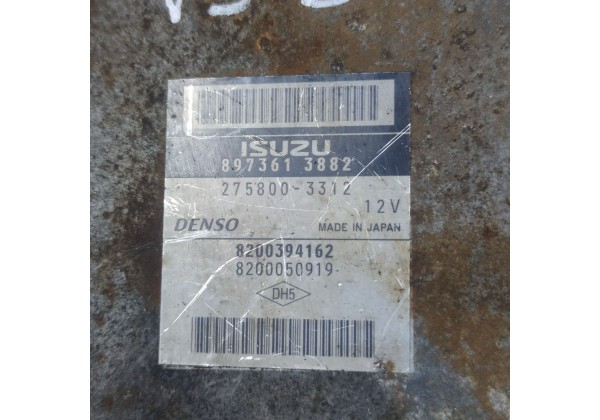 ISUZU
897361 3882
275800-3312
12V
DENSO MADE IN JAPAN
8200394162
8200050919-
DH5